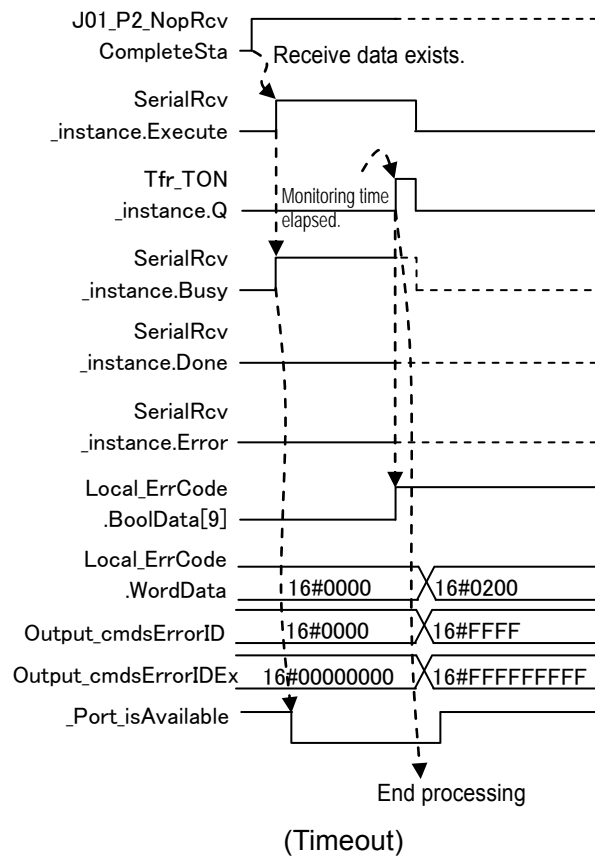 J01_P2_NopRcv
CompleteSta
Receive data exists.
SerialRcv
_instance.Execute
Tfr_TON
_instance.Q
Monitoring time
elapsed.
SerialRcv
_instance.Busy
SerialRcv
_instance.Done
SerialRcv
_instance.Error
Local_ErrCode
.BoolData[9]
Local_ErrCode
.WordData
16#0000
16#0200
Output_cmdsErrorID
16#0000
16#FFFF
Output_cmdsErrorIDEx
16#00000000
16#FFFFFFFFF
_Port_isAvailable
End processing
(Timeout)